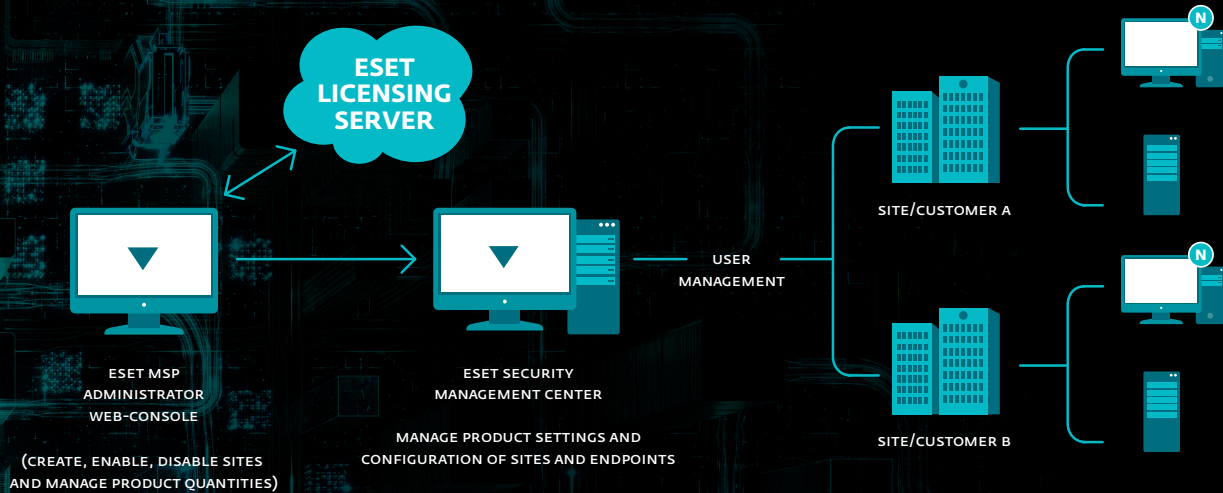 ESET
LICENSING
SERVER
ESET MSP
ADMINISTRATOR
WEB-CONSOLE
(CREATE, ENABLE, DISABLE SITES
AND MANAGE PRODUCT QUANTITIES)
ESET SECURITY
MANAGEMENT CENTER
MANAGE PRODUCT SETTINGS AND
CONFIGURATION OF SITES AND ENDPOINTS
USER
MANAGEMENT
SITE/CUSTOMER A
N
SITE/CUSTOMER B
N